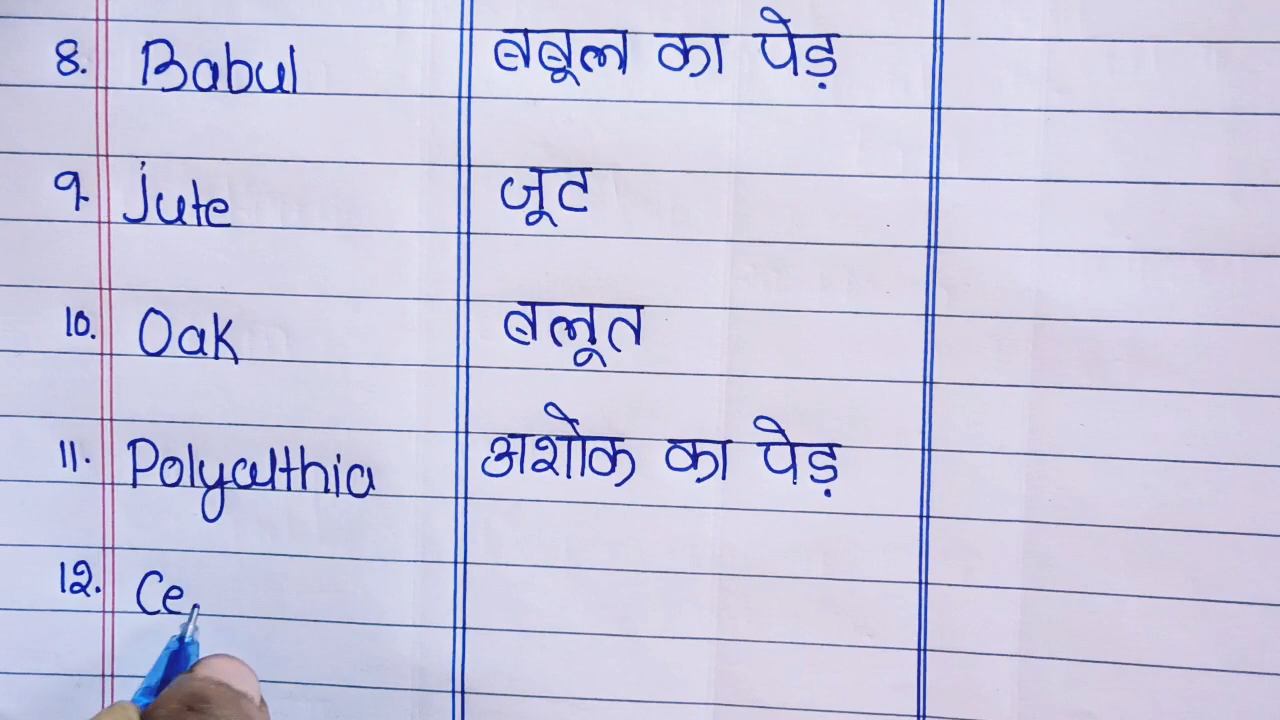 8. Babul बबूल का पेड़
9. Jute जूट
10. Oak बलूत
11. Polyalthia अशोक का पेड़
12. Ce